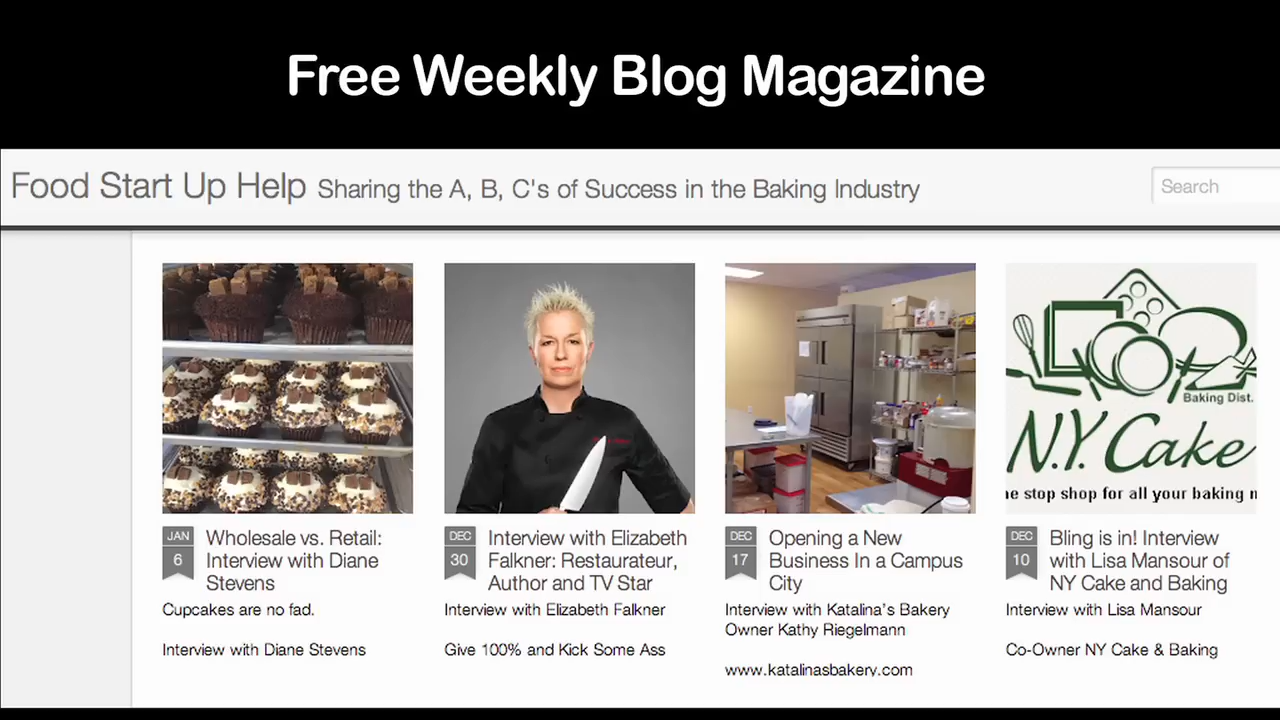 Free Weekly Blog Magazine
Food Start Up Help Sharing the A, B, C's of Success in the Baking Industry
Search
JAN
6
Wholesale vs. Retail:
Interview with Diane
Stevens
Cupcakes are no fad.
Interview with Diane Stevens
DEC
30
Interview with Elizabeth
Falkner: Restaurateur,
Author and TV Star
Interview with Elizabeth Falkner
Give 100% and Kick Some Ass
DEC
17
Opening a New
Business In a Campus
City
Interview with Katalina's Bakery
Owner Kathy Riegelmann
www.katalinasbakery.com
Baking Dist.
N.Y. Cake
stop shop for all your baking
DEC
10
Bling is in! Interview
with Lisa Mansour of
NY Cake and Baking
Interview with Lisa Mansour
Co-Owner NY Cake & Baking